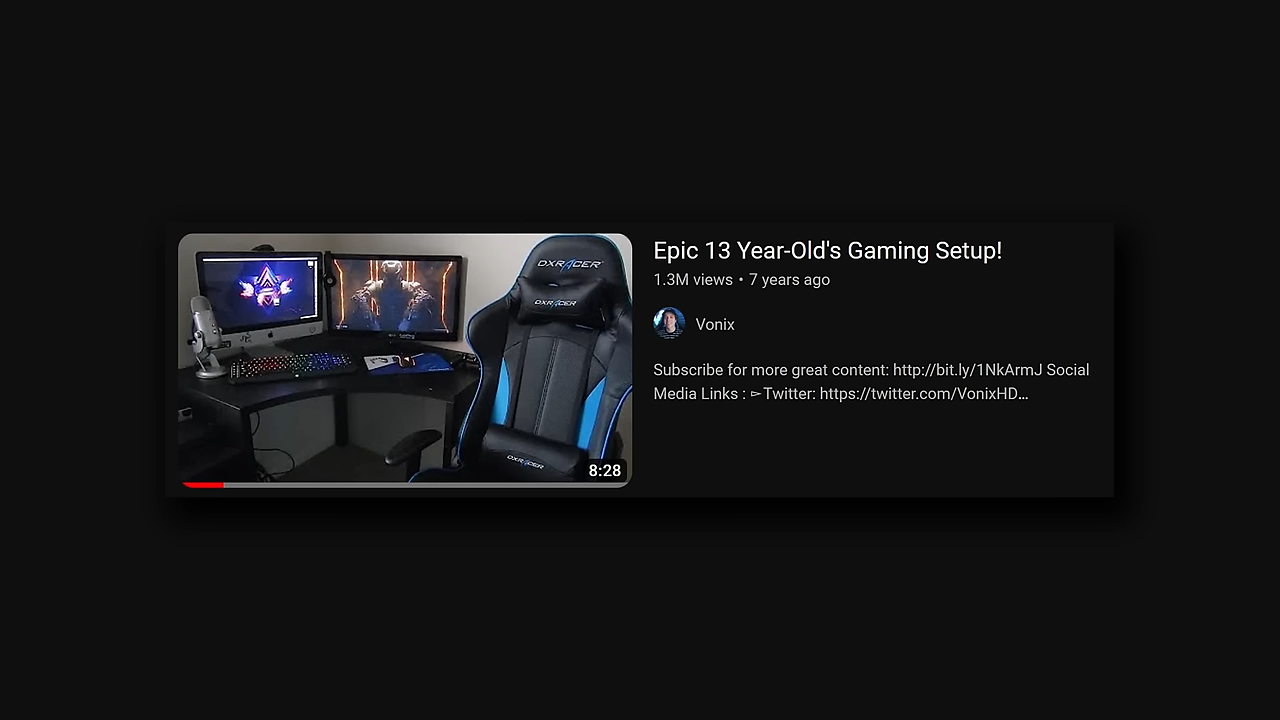 DXRACER
DXRACER
DXRACER
8:28
Epic 13 Year-Old's Gaming Setup!
1.3M views • 7 years ago
Vonix
Subscribe for more great content: http://bit.ly/1NkArmJ Social
Media Links : ►Twitter: https://twitter.com/VonixHD…